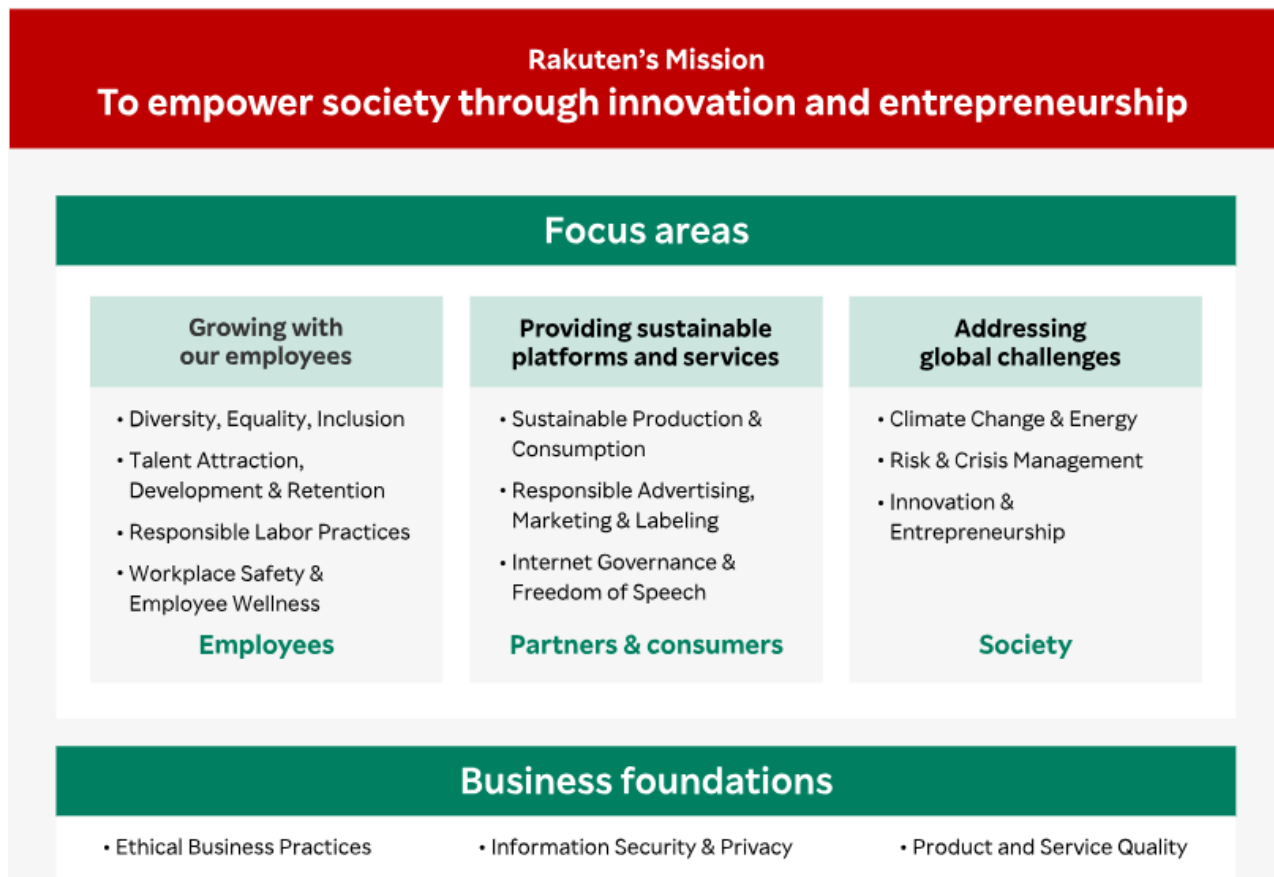 Rakuten’s Mission
To empower society through innovation and entrepreneurship
Focus areas
Growing with
our employees
• Diversity, Equality, Inclusion
• Talent Attraction,
Development & Retention
• Responsible Labor Practices
• Workplace Safety &
Employee Wellness
Employees
Providing sustainable
platforms and services
• Sustainable Production &
Consumption
• Responsible Advertising,
Marketing & Labeling
• Internet Governance &
Freedom of Speech
Partners & consumers
Addressing
global challenges
• Climate Change & Energy
• Risk & Crisis Management
• Innovation &
Entrepreneurship
Society
Business foundations
• Ethical Business Practices
• Information Security & Privacy
• Product and Service Quality